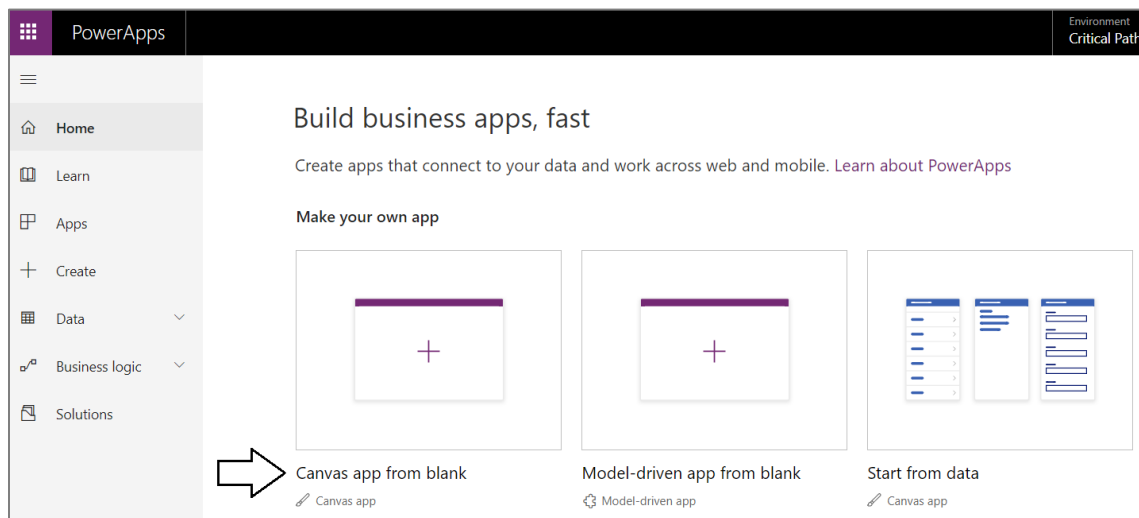 PowerApps
Environment
Critical Path
Home
Learn
Apps
Create
Data
Business logic
Solutions
Build business apps, fast
Create apps that connect to your data and work across web and mobile. Learn about PowerApps
Make your own app
Canvas app from blank
Canvas app
Model-driven app from blank
Model-driven app
Start from data
Canvas app